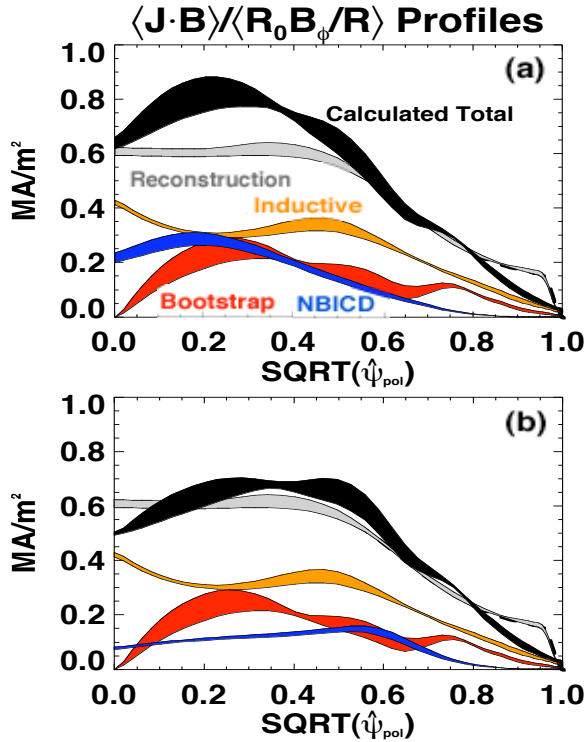 ⟨J·B⟩/⟨R₀Bϕ/R⟩ Profiles
(a)
1.0
0.8
0.6
0.4
0.2
0.0
MA/m²
Calculated Total
Reconstruction
Inductive
Bootstrap
NBICD
0.0 0.2 0.4 0.6 0.8 1.0
SQRT(ψ̂pol)
(b)
1.0
0.8
0.6
0.4
0.2
0.0
MA/m²
0.0 0.2 0.4 0.6 0.8 1.0
SQRT(ψ̂pol)